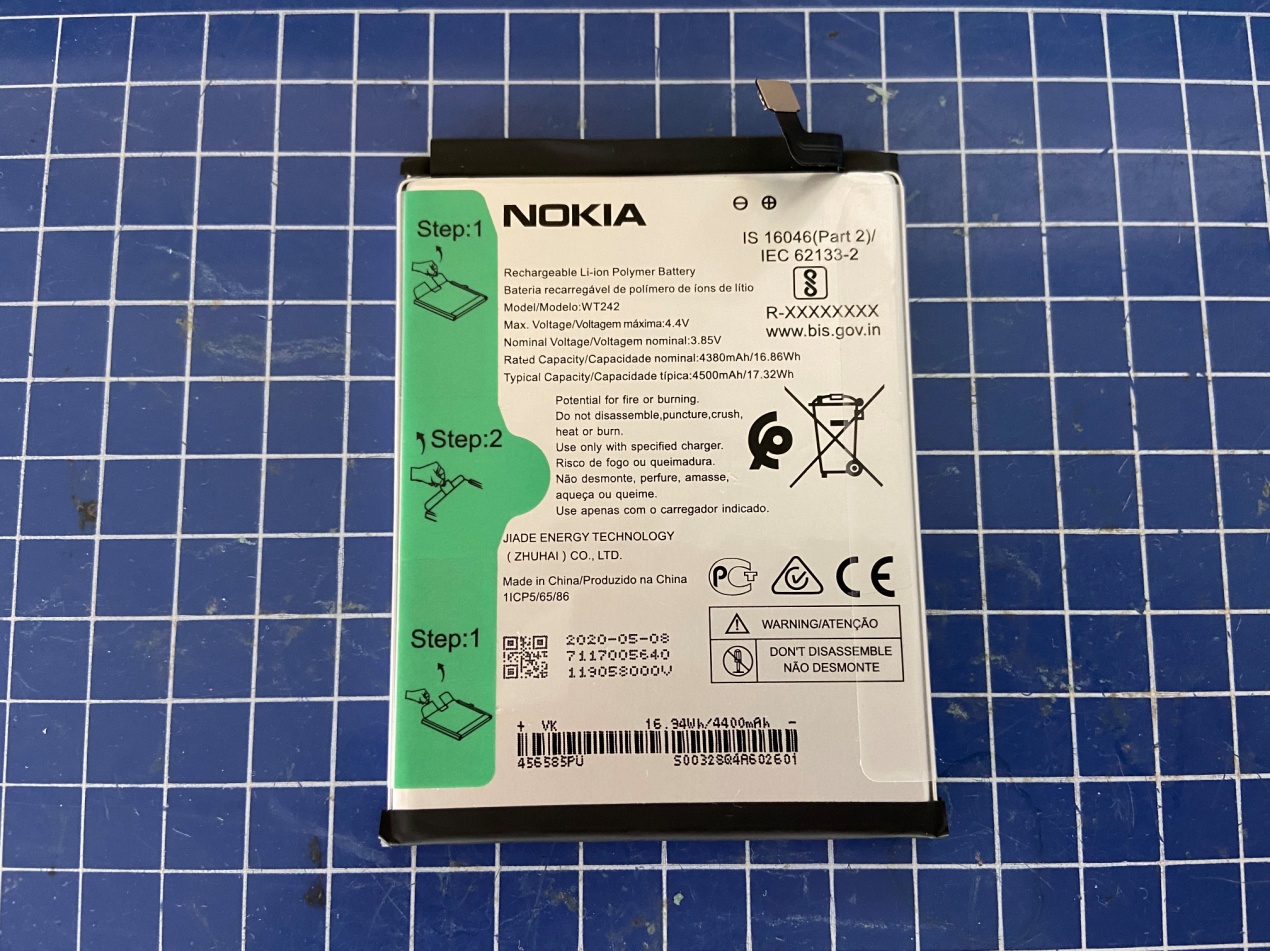 Step:1
NOKIA
IS 16046(Part 2)/
IEC 62133-2
R-XXXXXXXX
www.bis.gov.in
Rechargeable Li-ion Polymer Battery
Bateria recarregável de polímero de íons de lítio
Model/Modelo:WT242
Max. Voltage/Voltagem máxima:4.4V
Nominal Voltage/Voltagem nominal:3.85V
Rated Capacity/Capacidade nominal:4380mAh/16.86Wh
Typical Capacity/Capacidade típica:4500mAh/17.32Wh
Potential for fire or burning.
Do not disassemble,puncture,crush,
heat or burn.
Use only with specified charger.
Risco de fogo ou queimadura.
Não desmonte, perfure, amasse,
aqueça ou queime.
Use apenas com o carregador indicado.
Step:2
JIADE ENERGY TECHNOLOGY
( ZHUHAI ) CO., LTD.
Made in China/Produzido na China
1ICP5/65/86
CE
WARNING/ATENÇÃO
DON'T DISASSEMBLE
NÃO DESMONTE
Step:1
2020-05-08
7117005640
119058000V
+ VK 16.94Wh/4400mAh -
456585PU S00328Q4A602601